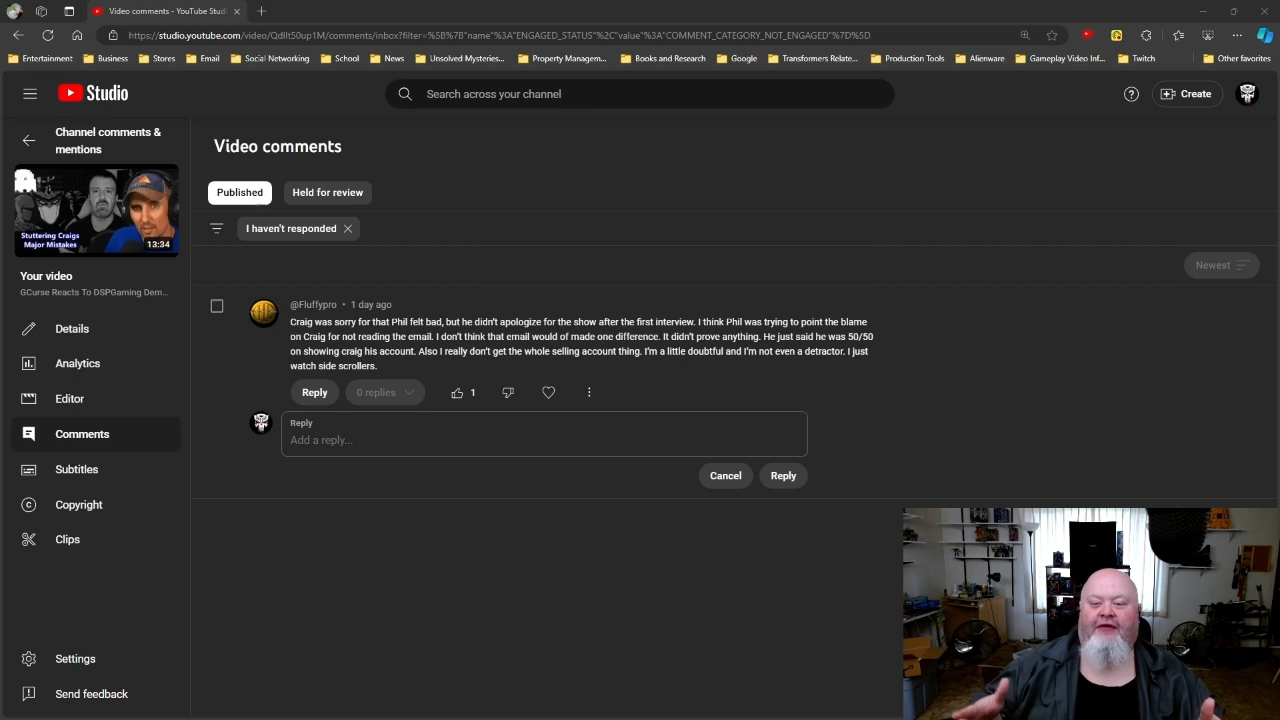 Video comments - YouTube Studi
https://studio.youtube.com/video/Qdllt50up1M/comments/inbox?filter=%5B%7B"name"%3A"ENGAGED_STATUS"%2C"value"%3A"COMMENT_CATEGORY_NOT_ENGAGED"%7D%5D
Entertainment Business Stores Email Social Networking School News Unsolved Mysteries... Property Managem... Books and Research Google Transformers Relate... Production Tools Alienware Gameplay Video Inf... Twitch Other favorites
Studio
Search across your channel
Create
Channel comments &
mentions
Stuttering Craigs
Major Mistakes
13:34
Your video
GCurse Reacts To DSPGaming Dem...
Details
Analytics
Editor
Comments
Subtitles
Copyright
Clips
Settings
Send feedback
Video comments
Published Held for review
I haven't responded
Newest
@Fluffypro • 1 day ago
Craig was sorry for that Phil felt bad, but he didn't apologize for the show after the first interview. I think Phil was trying to point the blame
on Craig for not reading the email. I don't think that email would of made one difference. It didn't prove anything. He just said he was 50/50
on showing craig his account. Also I really don't get the whole selling account thing. I'm a little doubtful and I'm not even a detractor. I just
watch side scrollers.
Reply 0 replies 1
Reply
Add a reply...
Cancel Reply